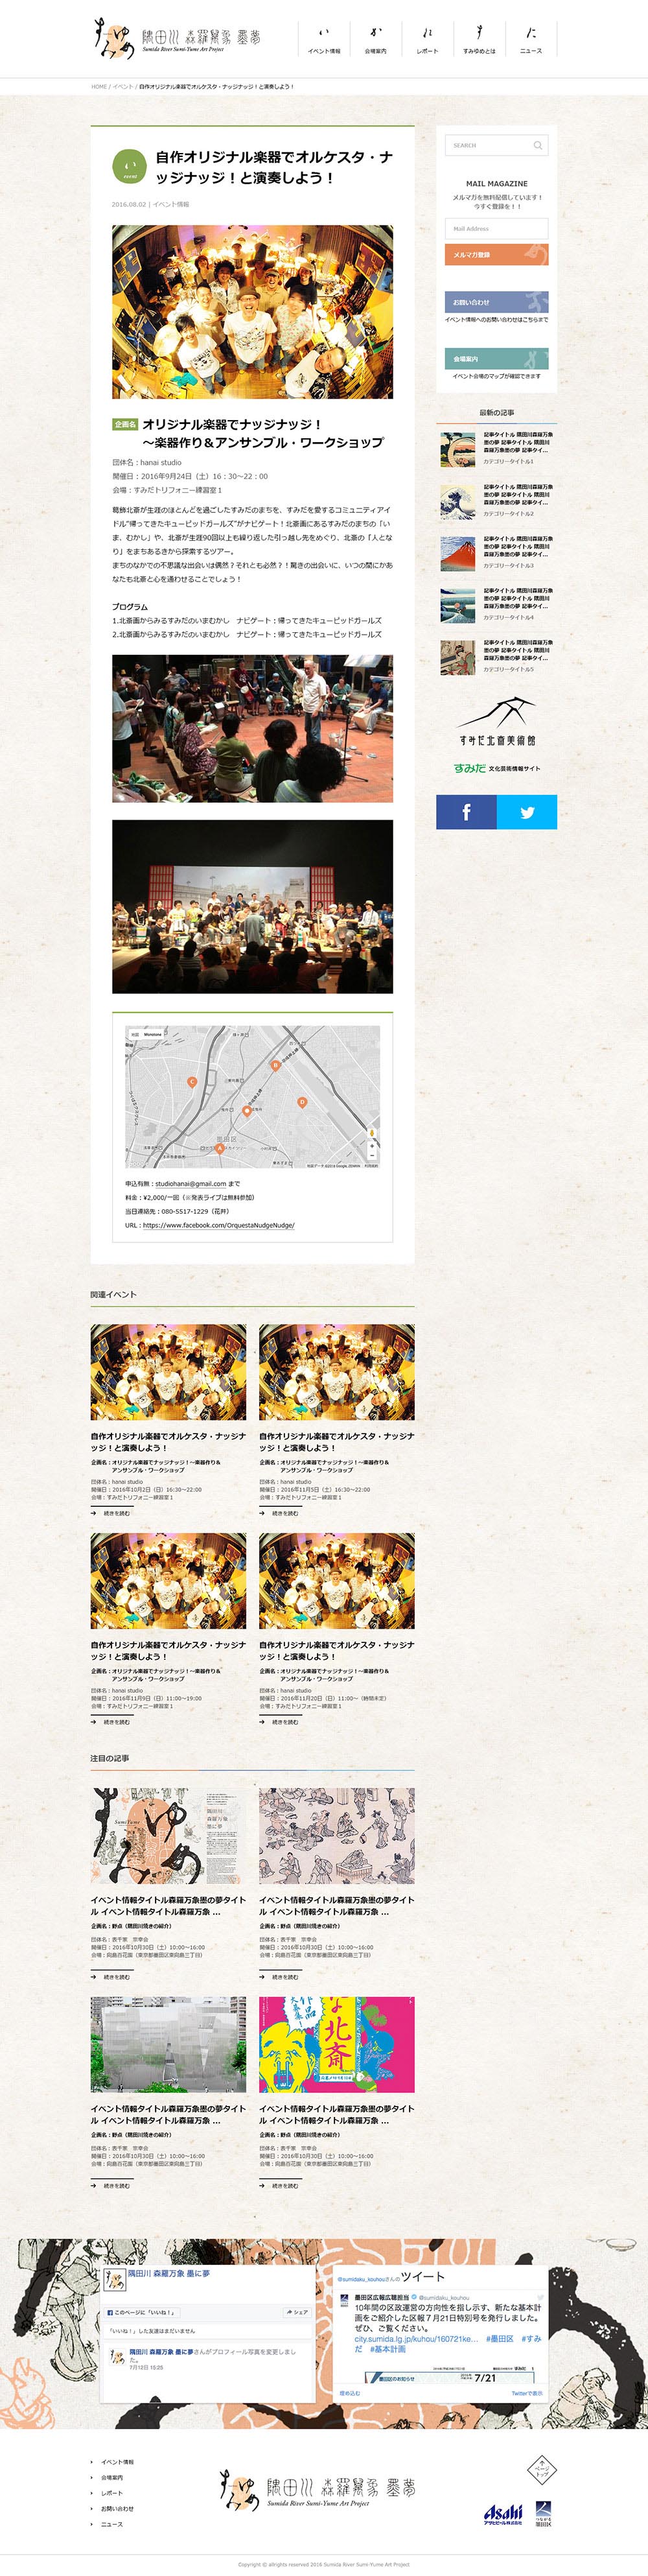 隅田川 森羅万象 墨夢
Sumida River Sumi-Yume Art Project
い か れ す に
イベント情報 会場案内 レポート すみゆめとは ニュース
HOME / イベント / 自作オリジナル楽器でオルケスタ・ナッジナッジ！と演奏しよう！
い
event
自作オリジナル楽器でオルケスタ・ナ
ッジナッジ！と演奏しよう！
2016.08.02 | イベント情報
企画名 オリジナル楽器でナッジナッジ！
～楽器作り＆アンサンブル・ワークショップ
団体名：hanai studio
開催日：2016年9月24日（土）16：30～22：00
会場：すみだトリフォニー練習室１
葛飾北斎が生涯のほとんどを過ごしたすみだのまちを、すみだを愛するコミュニティアイ
ドル“帰ってきたキューピッドガールズ”がナビゲート！北斎画にあるすみだのまちの「い
ま、むかし」や、北斎が生涯90回以上も繰り返した引っ越し先をめぐり、北斎の「人とな
り」をまちあるきから探索するツアー。
まちのなかでの不思議な出会いは偶然？それとも必然？！驚きの出会いに、いつの間にかあ
なたも北斎と心を通わせることでしょう！
プログラム
1.北斎画からみるすみだのいまむかし　ナビゲート：帰ってきたキューピッドガールズ
2.北斎画からみるすみだのいまむかし　ナビゲート：帰ってきたキューピッドガールズ
地図 Monotone
A
B
C
D
墨田区
申込有無：studiohanai@gmail.com まで
料金：¥2,000/一回（※発表ライブは無料参加）
当日連絡先：080-5517-1229（花井）
URL：https://www.facebook.com/OrquestaNudgeNudge/
SEARCH
MAIL MAGAZINE
メルマガを無料配信しています！
今すぐ登録を！！
Mail Address
メルマガ登録
お問い合わせ
イベント情報へのお問い合わせはこちらまで
会場案内
イベント会場のマップが確認できます
最新の記事
記事タイトル 隅田川森羅万象
墨の夢 記事タイトル 隅田川
森羅万象墨の夢 記事タイ...
カテゴリータイトル1
記事タイトル 隅田川森羅万象
墨の夢 記事タイトル 隅田川
森羅万象墨の夢 記事タイ...
カテゴリータイトル2
記事タイトル 隅田川森羅万象
墨の夢 記事タイトル 隅田川
森羅万象墨の夢 記事タイ...
カテゴリータイトル3
記事タイトル 隅田川森羅万象
墨の夢 記事タイトル 隅田川
森羅万象墨の夢 記事タイ...
カテゴリータイトル4
記事タイトル 隅田川森羅万象
墨の夢 記事タイトル 隅田川
森羅万象墨の夢 記事タイ...
カテゴリータイトル5
すみだ北斎美術館
すみだ 文化芸術情報サイト
関連イベント
自作オリジナル楽器でオルケスタ・ナッジナ
ッジ！と演奏しよう！
企画名：オリジナル楽器でナッジナッジ！～楽器作り＆
アンサンブル・ワークショップ
団体名：hanai studio
開催日：2016年10月2日（日）16:30～22:00
会場：すみだトリフォニー練習室１
続きを読む
自作オリジナル楽器でオルケスタ・ナッジナ
ッジ！と演奏しよう！
企画名：オリジナル楽器でナッジナッジ！～楽器作り＆
アンサンブル・ワークショップ
団体名：hanai studio
開催日：2016年11月5日（土）16:30～22:00
会場：すみだトリフォニー練習室１
続きを読む
自作オリジナル楽器でオルケスタ・ナッジナ
ッジ！と演奏しよう！
企画名：オリジナル楽器でナッジナッジ！～楽器作り＆
アンサンブル・ワークショップ
団体名：hanai studio
開催日：2016年11月9日（日）11:00～19:00
会場：すみだトリフォニー練習室１
続きを読む
自作オリジナル楽器でオルケスタ・ナッジナ
ッジ！と演奏しよう！
企画名：オリジナル楽器でナッジナッジ！～楽器作り＆
アンサンブル・ワークショップ
団体名：hanai studio
開催日：2016年11月20日（日）11:00～（時間未定）
会場：すみだトリフォニー練習室１
続きを読む
注目の記事
イベント情報タイトル森羅万象墨の夢タイト
ル イベント情報タイトル森羅万象 ...
企画名：野点（隅田川焼きの紹介）
団体名：表千家　宗幸会
開催日：2016年10月30日（土）10:00～16:00
会場：向島百花園（東京都墨田区東向島三丁目）
続きを読む
イベント情報タイトル森羅万象墨の夢タイト
ル イベント情報タイトル森羅万象 ...
企画名：野点（隅田川焼きの紹介）
団体名：表千家　宗幸会
開催日：2016年10月30日（土）10:00～16:00
会場：向島百花園（東京都墨田区東向島三丁目）
続きを読む
北斎
イベント情報タイトル森羅万象墨の夢タイト
ル イベント情報タイトル森羅万象 ...
企画名：野点（隅田川焼きの紹介）
団体名：表千家　宗幸会
開催日：2016年10月30日（土）10:00～16:00
会場：向島百花園（東京都墨田区東向島三丁目）
続きを読む
イベント情報タイトル森羅万象墨の夢タイト
ル イベント情報タイトル森羅万象 ...
企画名：野点（隅田川焼きの紹介）
団体名：表千家　宗幸会
開催日：2016年10月30日（土）10:00～16:00
会場：向島百花園（東京都墨田区東向島三丁目）
続きを読む
隅田川 森羅万象 墨に夢
このページに「いいね！」 シェア
「いいね！」した友達はまだいません
隅田川 森羅万象 墨に夢さんがプロフィール写真を変更しまし
た。
7月12日 15:25
@sumidaku_kouhouさんの ツイート
墨田区広報広聴担当 @sumidaku_kouhou
10年間の区政運営の方向性を指し示す、新たな基本計
画をご紹介した区報７月21日特別号を発行しました。
ぜひ、ご覧ください。
city.sumida.lg.jp/kuhou/160721ke… #墨田区 #すみ
だ #基本計画
墨田区のお知らせ 7/21
埋め込む Twitterで表示
イベント情報
会場案内
レポート
お問い合わせ
ニュース
隅田川 森羅万象 墨夢
Sumida River Sumi-Yume Art Project
ページ
トップ
Asahi
アサヒビール株式会社
つながる
墨田区
Copyright © allrights reserved 2016 Sumida River Sumi-Yume Art Project